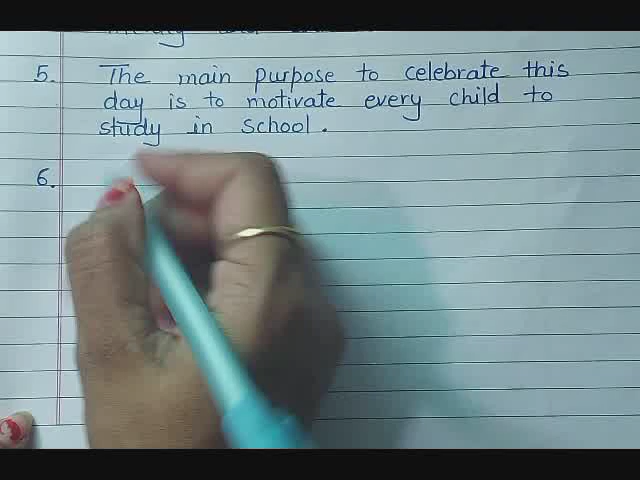 5. The main purpose to celebrate this
day is to motivate every child to
study in school.
6.